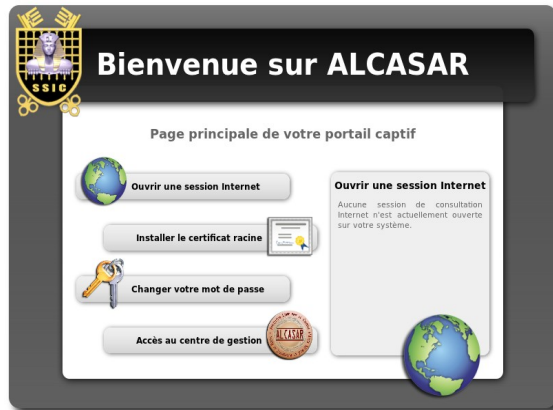 SSIC
Bienvenue sur ALCASAR
Page principale de votre portail captif
Ouvrir une session Internet
Installer le certificat racine
Changer votre mot de passe
Accès au centre de gestion
ALCASAR
Ouvrir une session Internet
Aucune session de consultation
Internet n'est actuellement ouverte
sur votre système.